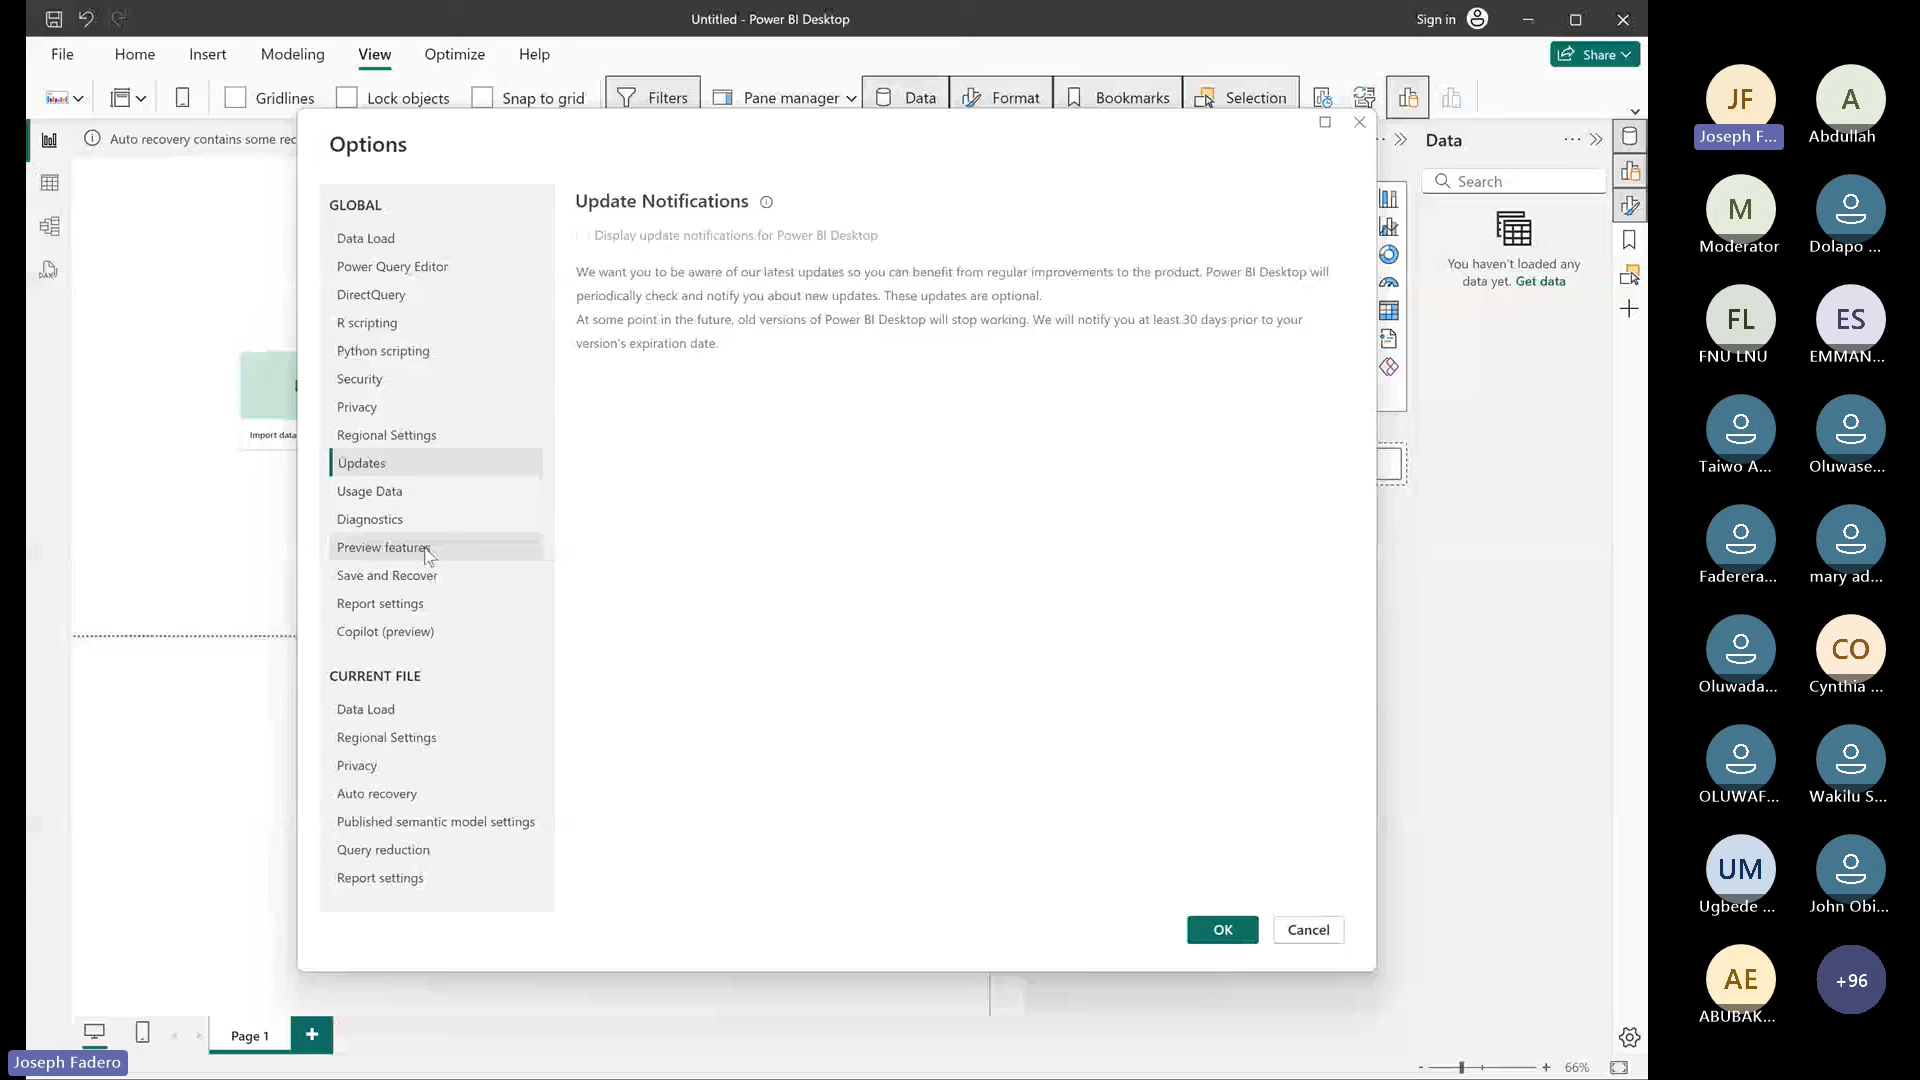 Untitled - Power BI Desktop
Sign in
File
Home
Insert
Modeling
View
Optimize
Help
Share
Gridlines
Lock objects
Snap to grid
Filters
Pane manager
Data
Format
Bookmarks
Selection
Auto recovery contains some rec
Options
GLOBAL
Data Load
Power Query Editor
DirectQuery
R scripting
Python scripting
Security
Privacy
Regional Settings
Updates
Usage Data
Diagnostics
Preview features
Save and Recover
Report settings
Copilot (preview)
CURRENT FILE
Data Load
Regional Settings
Privacy
Auto recovery
Published semantic model settings
Query reduction
Report settings
Update Notifications
Display update notifications for Power BI Desktop
We want you to be aware of our latest updates so you can benefit from regular improvements to the product. Power BI Desktop will
periodically check and notify you about new updates. These updates are optional.
At some point in the future, old versions of Power BI Desktop will stop working. We will notify you at least 30 days prior to your
version's expiration date.
OK
Cancel
Import data
DAX
Data
Search
You haven't loaded any
data yet. Get data
Page 1
66%
Joseph Fadero
JF
Joseph F...
A
Abdullah
M
Moderator
Dolapo ...
FL
FNU LNU
ES
EMMAN...
Taiwo A...
Oluwase...
Faderera...
mary ad...
Oluwada...
CO
Cynthia ...
OLUWAF...
Wakilu S...
UM
Ugbede ...
John Obi...
AE
ABUBAK...
+96